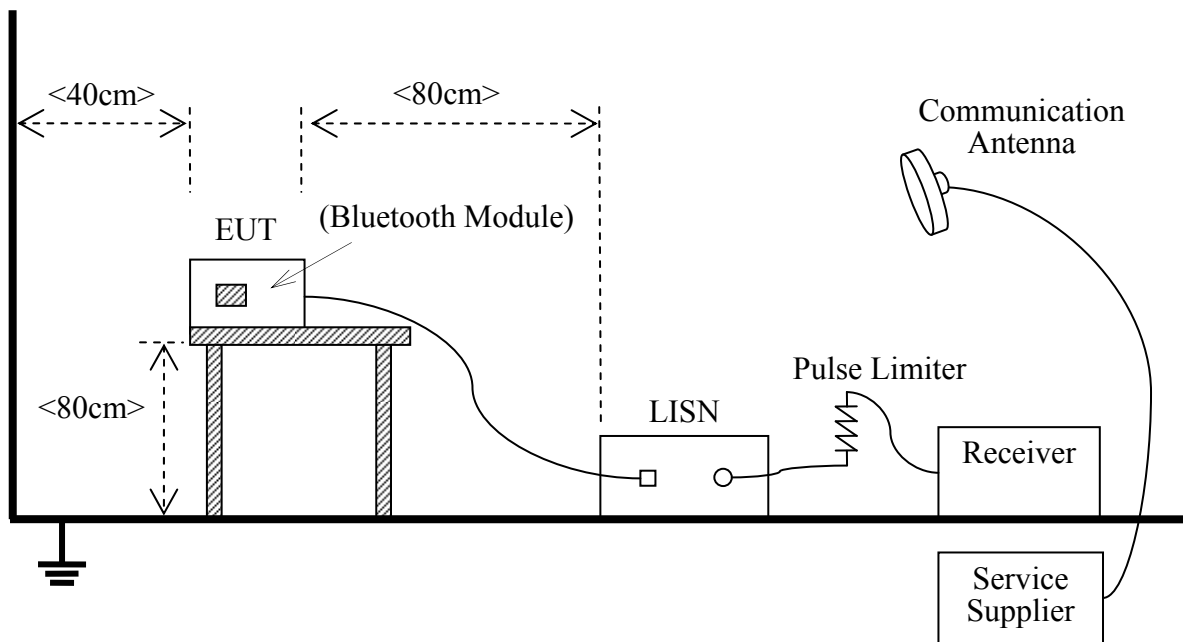 <40cm>
<80cm>
Communication
Antenna
(Bluetooth Module)
EUT
Pulse Limiter
<80cm>
LISN
Receiver
Service
Supplier